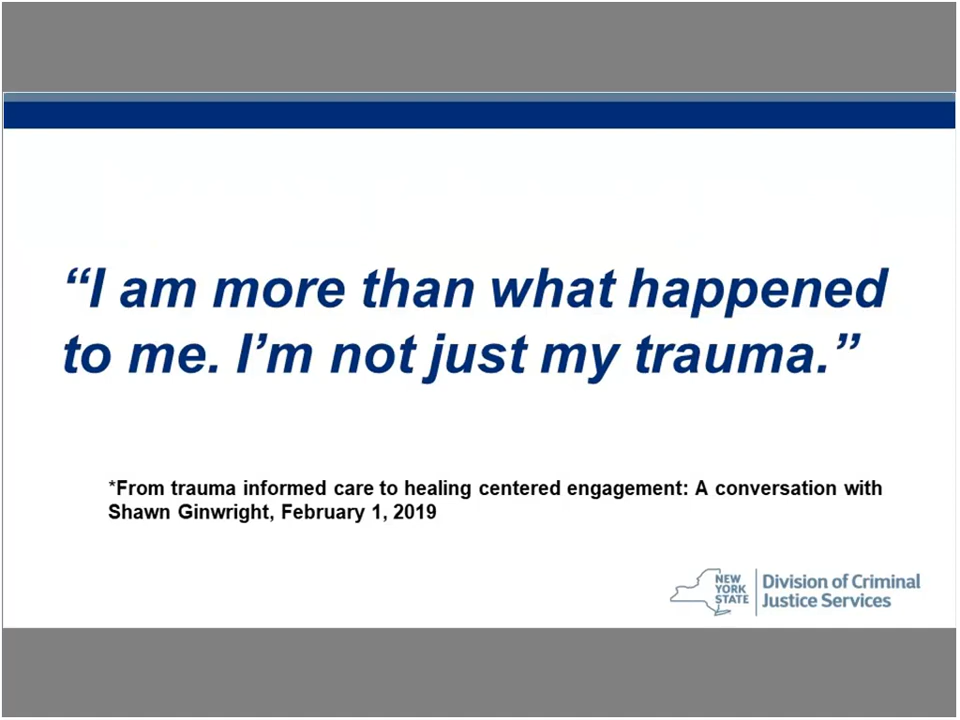 “I am more than what happened
to me. I’m not just my trauma.”
*From trauma informed care to healing centered engagement: A conversation with
Shawn Ginwright, February 1, 2019
NEW
YORK
STATE
Division of Criminal
Justice Services